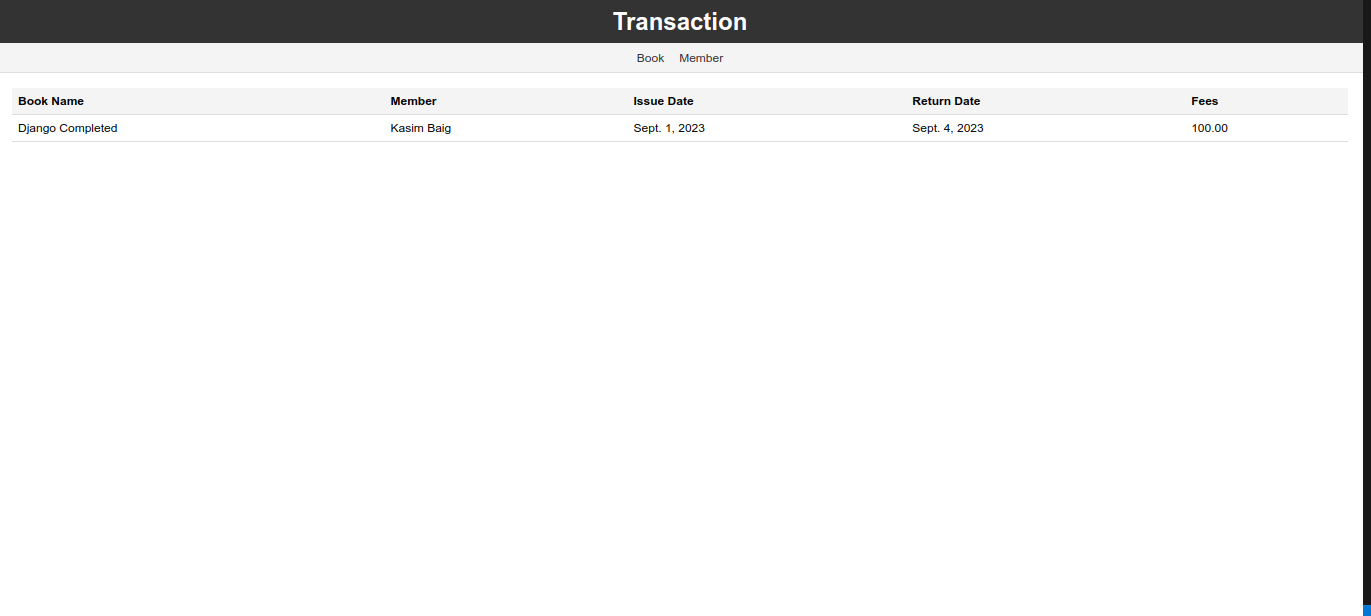 Transaction
Book Member
Book Name Member Issue Date Return Date Fees
Django Completed Kasim Baig Sept. 1, 2023 Sept. 4, 2023 100.00